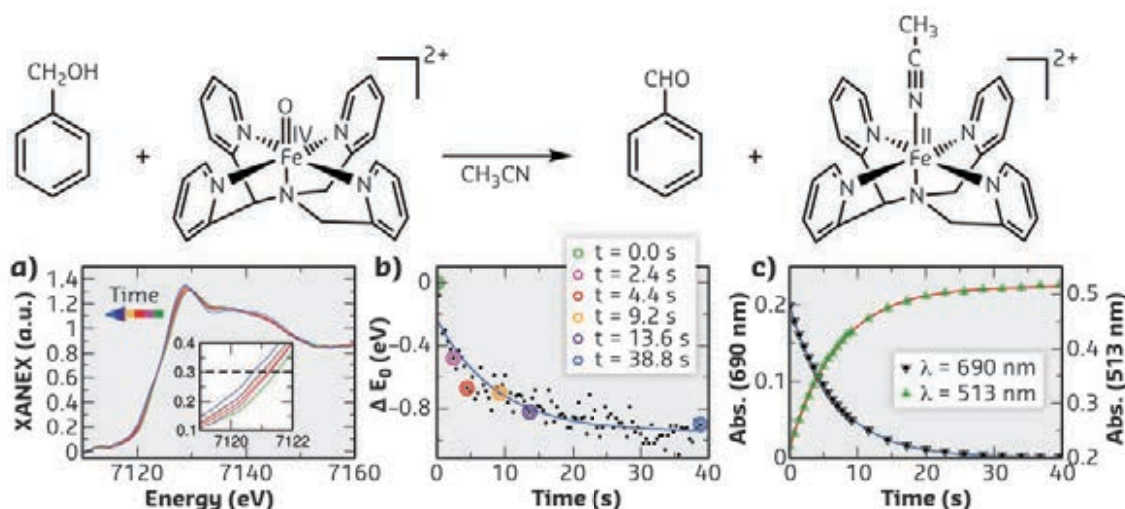 CH₂OH
+
O
IV
N
N
Fe
N
N
N
2+
CH₃CN
CHO
+
CH₃
C
N
II
N
N
Fe
N
N
N
2+
a)
Time
XANEX (a.u.)
1.4
1.2
1
0.8
0.6
0.4
0.2
0
0.4
0.3
0.2
0.1
7120
7122
7120
7140
7160
Energy (eV)
b)
t = 0.0 s
t = 2.4 s
t = 4.4 s
t = 9.2 s
t = 13.6 s
t = 38.8 s
Δ E₀ (eV)
0
−0.4
−0.8
0
10
20
30
40
Time (s)
c)
Abs. (690 nm)
0.2
0.1
0
λ = 690 nm
λ = 513 nm
0.5
0.4
0.3
0.2
Abs. (513 nm)
0
10
20
30
40
Time (s)